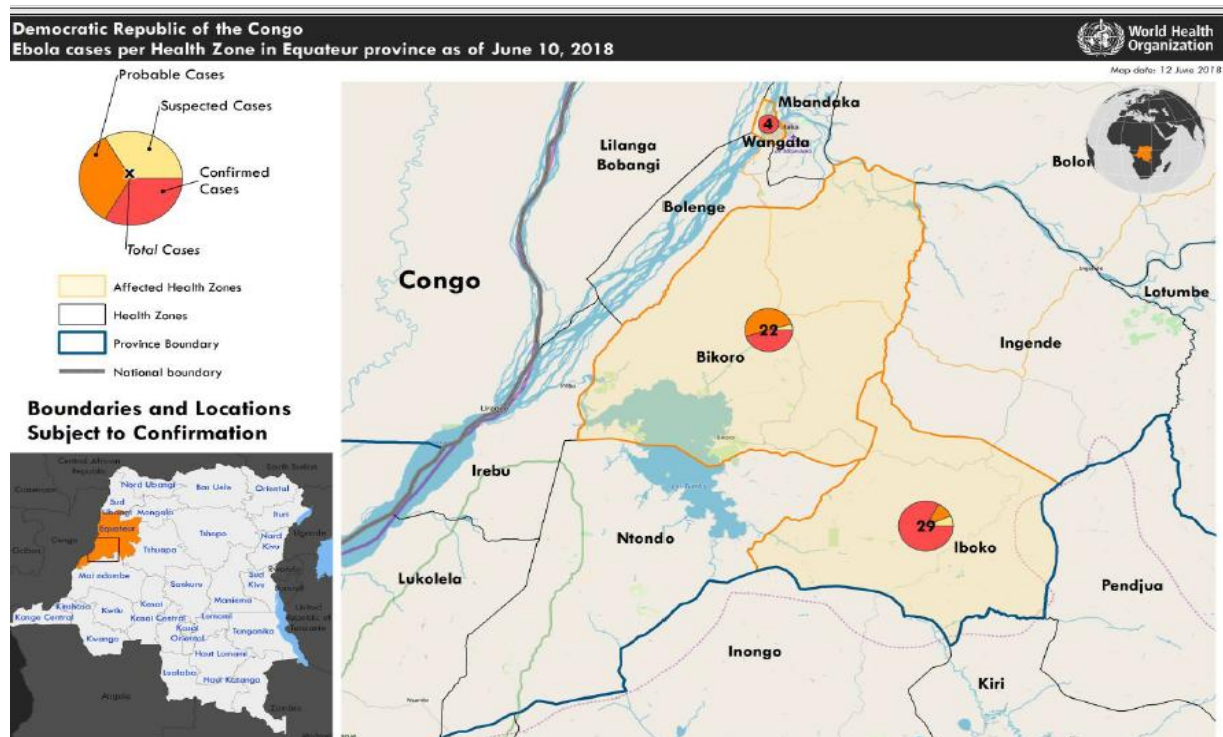 Democratic Republic of the Congo
Ebola cases per Health Zone in Equateur province as of June 10, 2018
World Health
Organization
Map date: 12 June 2018
Probable Cases
Suspected Cases
x
Confirmed
Cases
Total Cases
Affected Health Zones
Health Zones
Province Boundary
National boundary
Boundaries and Locations
Subject to Confirmation
Central African
Republic
South Sudan
Cameroon
Nord Ubangi
Bas Uele
Oriental
Sud
Ubangi
Mongala
Ituri
Equateur
Uganda
Gabon
Congo
Tshopo
Nord
Kivu
Tshuapa
Mai ndombe
Sankuru
Sud
Kivu
Rwanda
Maniema
Burundi
Kinshasa
Kasai
United
Republic of
Tanzania
Kongo Central
Kwilu
Kasai Central
Lomami
Kasai
Oriental
Tanganika
Kwango
Haut Lomami
Lualaba
Haut Katanga
Angola
Zambia
Mbandaka
4
Wangata
Lilanga
Bobangi
Bolenge
Congo
Lotumbe
Ingende
22
Bikoro
Irebu
Ntondo
29
Iboko
Lukolela
Pendjua
Inongo
Kiri